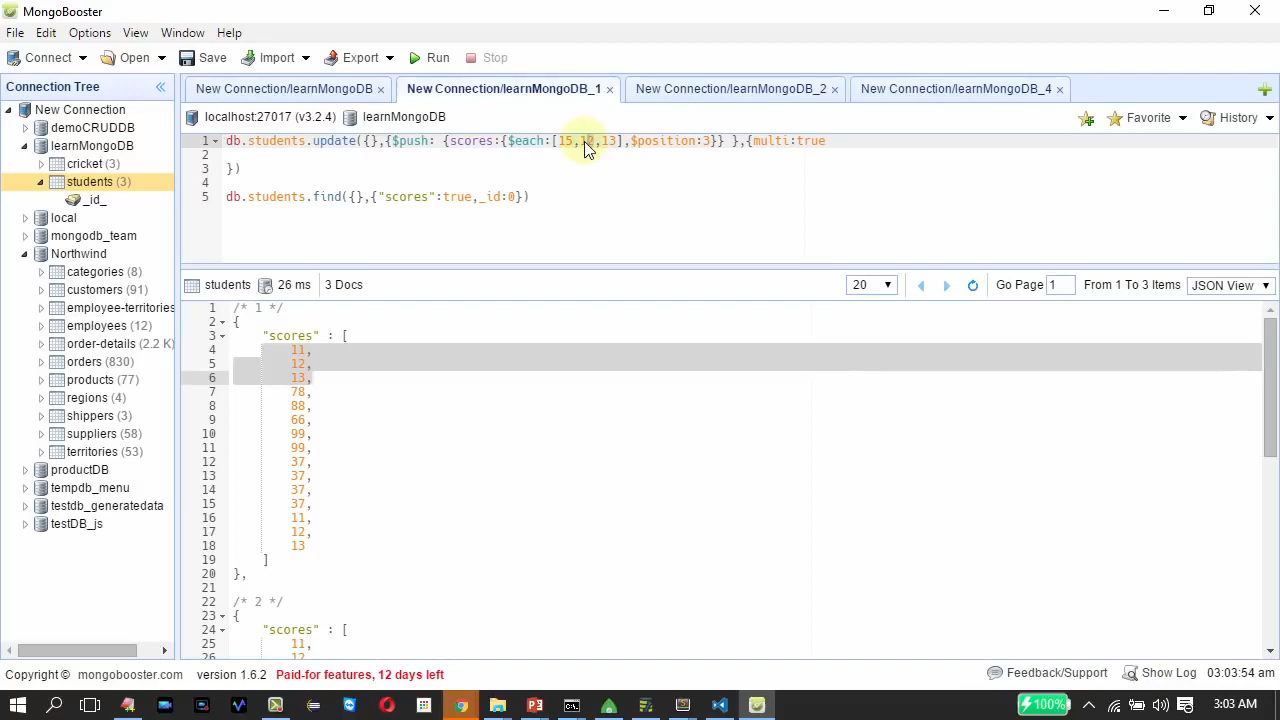 MongoBooster
File Edit Options View Window Help
Connect Open Save Import Export Run Stop
Connection Tree
New Connection/learnMongoDB × New Connection/learnMongoDB_1 × New Connection/learnMongoDB_2 × New Connection/learnMongoDB_4 ×
New Connection
demoCRUDDB
learnMongoDB
cricket (3)
students (3)
_id_
local
mongodb_team
Northwind
categories (8)
customers (91)
employee-territories
employees (12)
order-details (2.2 K)
orders (830)
products (77)
regions (4)
shippers (3)
suppliers (58)
territories (53)
productDB
tempdb_menu
testdb_generatedata
testDB_js
localhost:27017 (v3.2.4) learnMongoDB Favorite History
1 db.students.update({},{$push: {scores:{$each:[15,12,13],$position:3}} },{multi:true
2
3 })
4
5 db.students.find({},{"scores":true,_id:0})
students 26 ms 3 Docs 20 Go Page 1 From 1 To 3 Items JSON View
1 /* 1 */
2 {
3 "scores" : [
4 11,
5 12,
6 13,
7 78,
8 88,
9 66,
10 99,
11 99,
12 37,
13 37,
14 37,
15 37,
16 11,
17 12,
18 13
19 ]
20 },
21
22 /* 2 */
23 {
24 "scores" : [
25 11,
26 12,
Copyright © mongobooster.com version 1.6.2 Paid-for features, 12 days left Feedback/Support Show Log 03:03:54 am
100% 3:03 AM